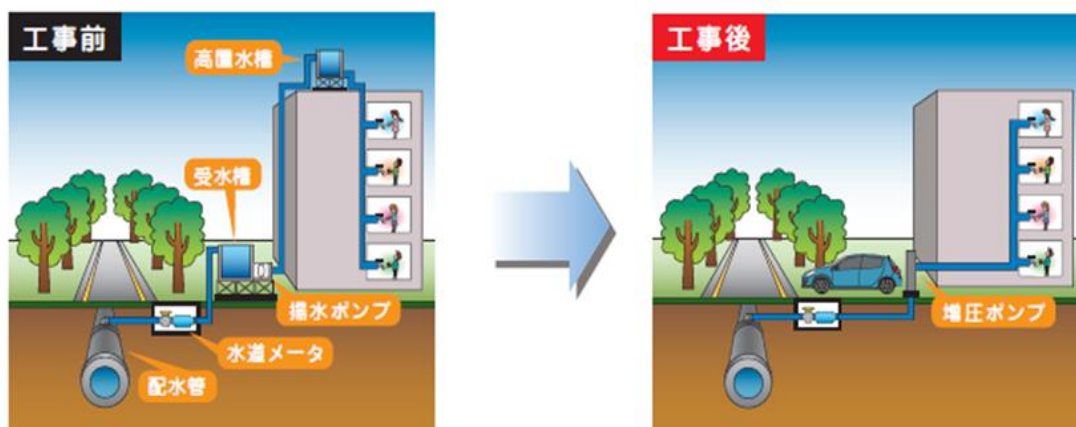 工事前
高置水槽
受水槽
揚水ポンプ
水道メータ
配水管
工事後
増圧ポンプ